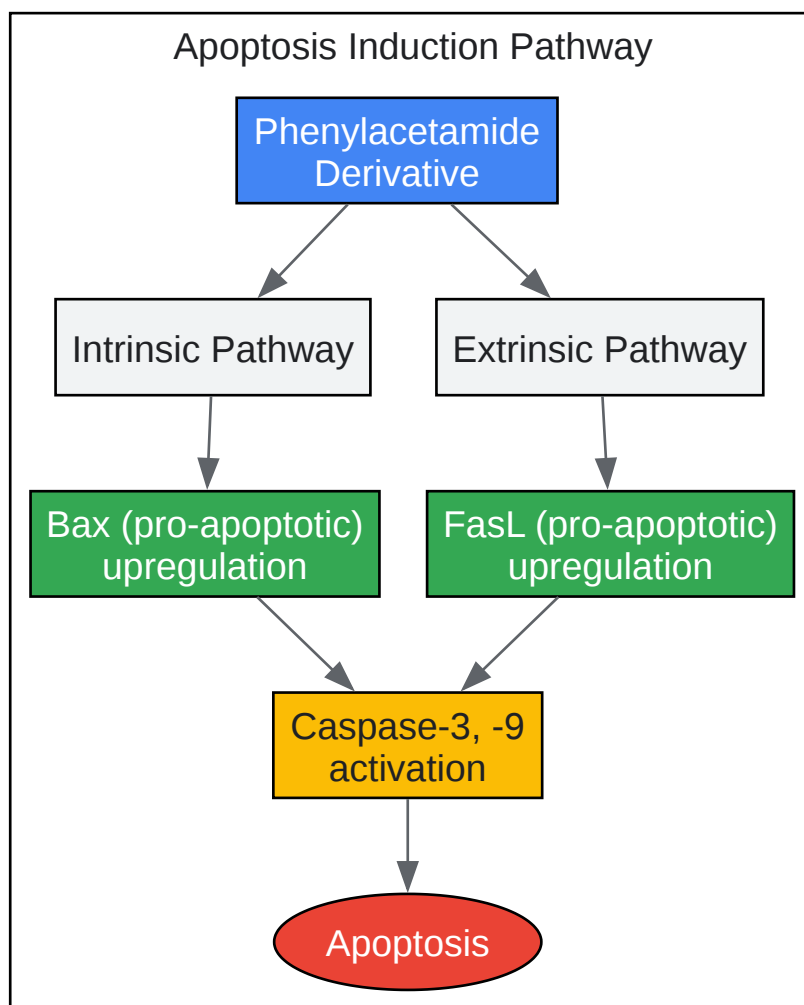 Apoptosis Induction Pathway
Phenylacetamide
Derivative
Intrinsic Pathway
Extrinsic Pathway
Bax (pro-apoptotic)
upregulation
FasL (pro-apoptotic)
upregulation
Caspase-3, -9
activation
Apoptosis